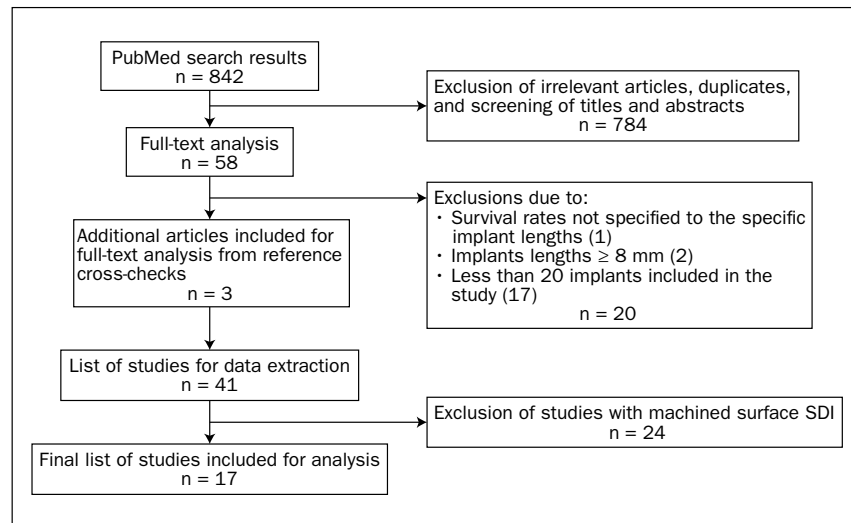 PubMed search results
n = 842
Exclusion of irrelevant articles, duplicates,
and screening of titles and abstracts
n = 784
Full-text analysis
n = 58
Exclusions due to:
· Survival rates not specified to the specific
implant lengths (1)
· Implants lengths ≥ 8 mm (2)
· Less than 20 implants included in the
study (17)
n = 20
Additional articles included for
full-text analysis from reference
cross-checks
n = 3
List of studies for data extraction
n = 41
Exclusion of studies with machined surface SDI
n = 24
Final list of studies included for analysis
n = 17